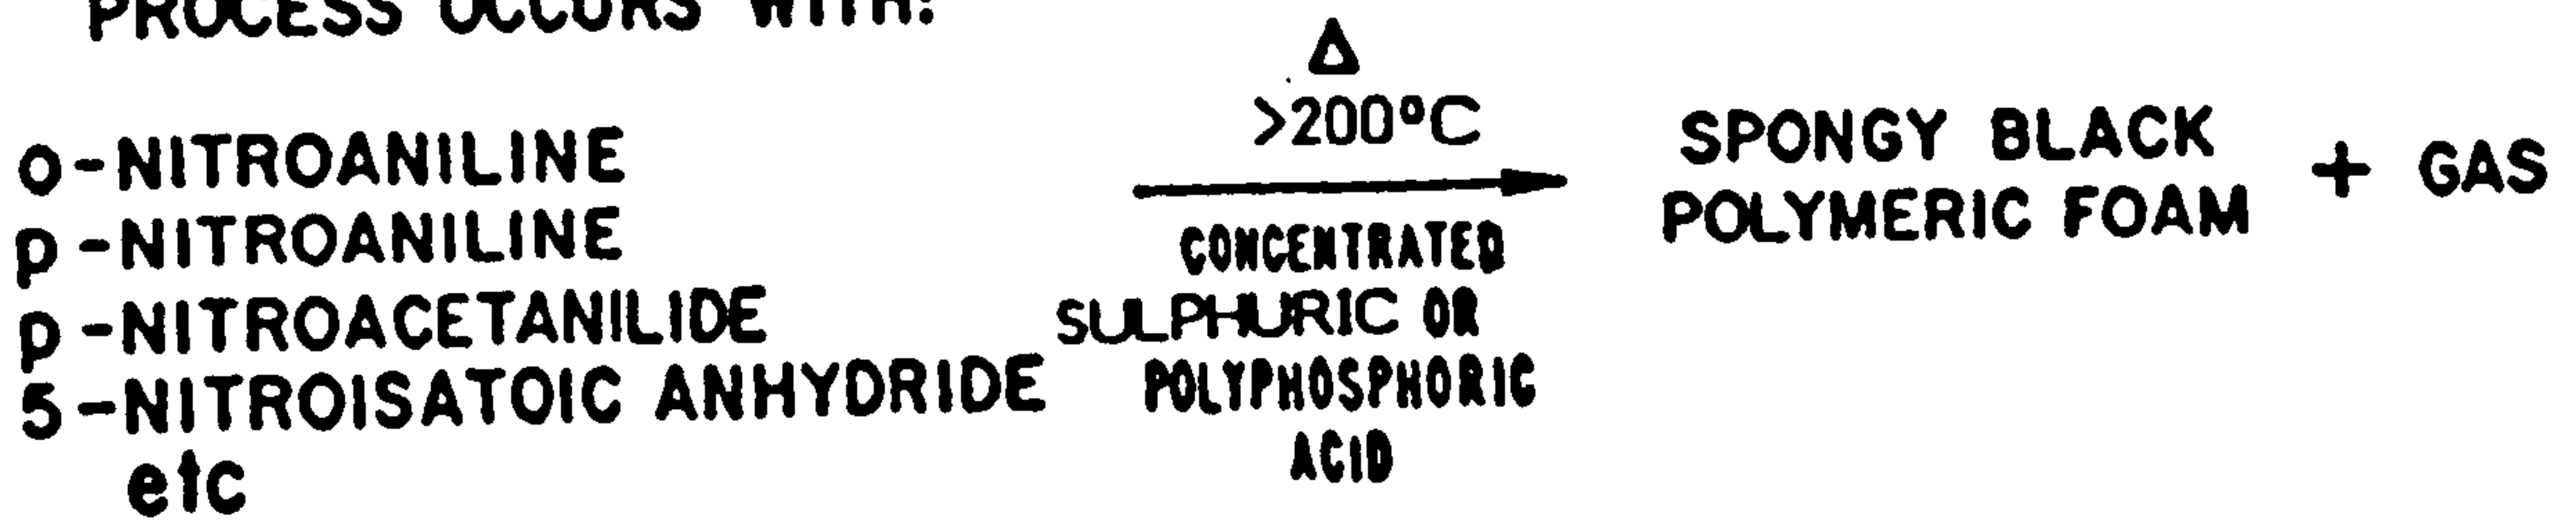 PROCESS OCCURS WITH:
Δ
>200°C
o-NITROANILINE
p-NITROANILINE
p-NITROACETANILIDE
5-NITROISATOIC ANHYDRIDE
etc
CONCENTRATED
SULPHURIC OR
POLYPHOSPHORIC
ACID
SPONGY BLACK
POLYMERIC FOAM
+ GAS